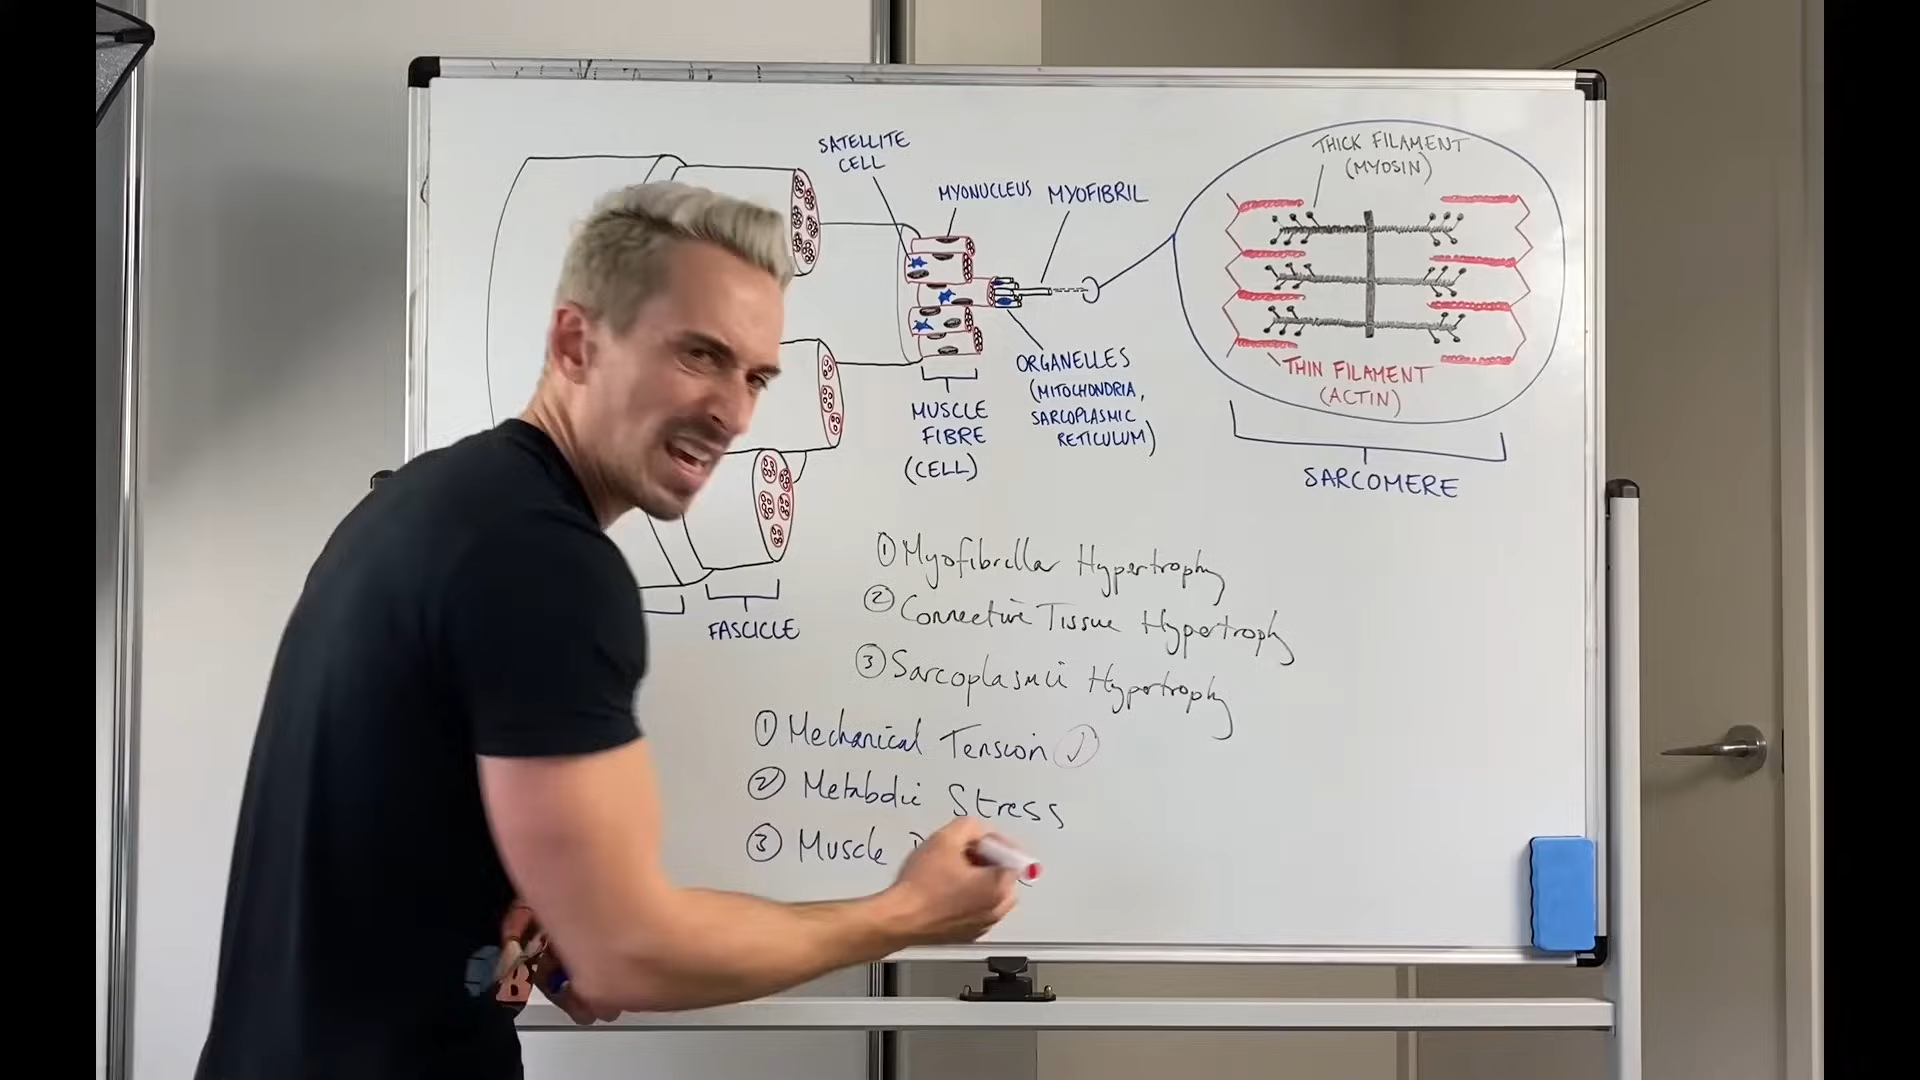 SATELLITE
CELL
MYONUCLEUS
MYOFIBRIL
THICK FILAMENT
(MYOSIN)
THIN FILAMENT
(ACTIN)
SARCOMERE
ORGANELLES
(MITOCHONDRIA,
SARCOPLASMIC
RETICULUM)
MUSCLE
FIBRE
(CELL)
FASCICLE
① Myofibrillar Hypertrophy
② Connective Tissue Hypertrophy
③ Sarcoplasmic Hypertrophy
① Mechanical Tension
② Metabolic Stress
③ Muscle